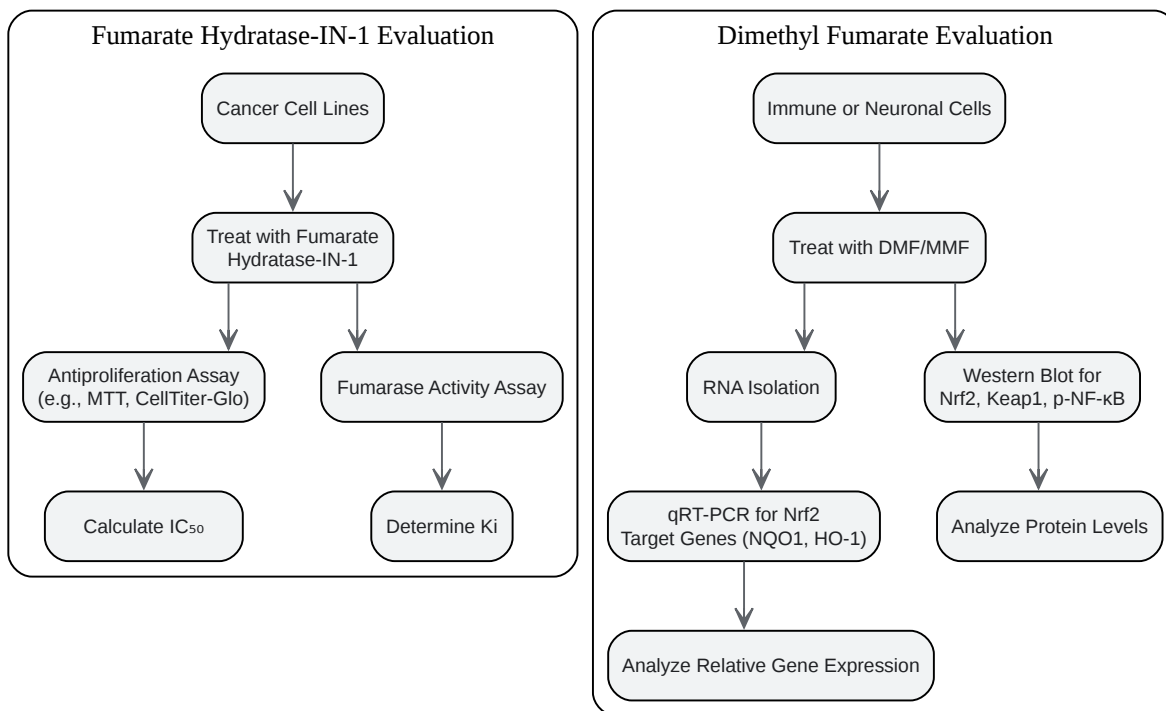 Fumarate Hydratase-IN-1 Evaluation
Cancer Cell Lines
Treat with Fumarate
Hydratase-IN-1
Antiproliferation Assay
(e.g., MTT, CellTiter-Glo)
Fumarase Activity Assay
Calculate IC₅₀
Determine Ki
Dimethyl Fumarate Evaluation
Immune or Neuronal Cells
Treat with DMF/MMF
RNA Isolation
Western Blot for
Nrf2, Keap1, p-NF-κB
qRT-PCR for Nrf2
Target Genes (NQO1, HO-1)
Analyze Protein Levels
Analyze Relative Gene Expression